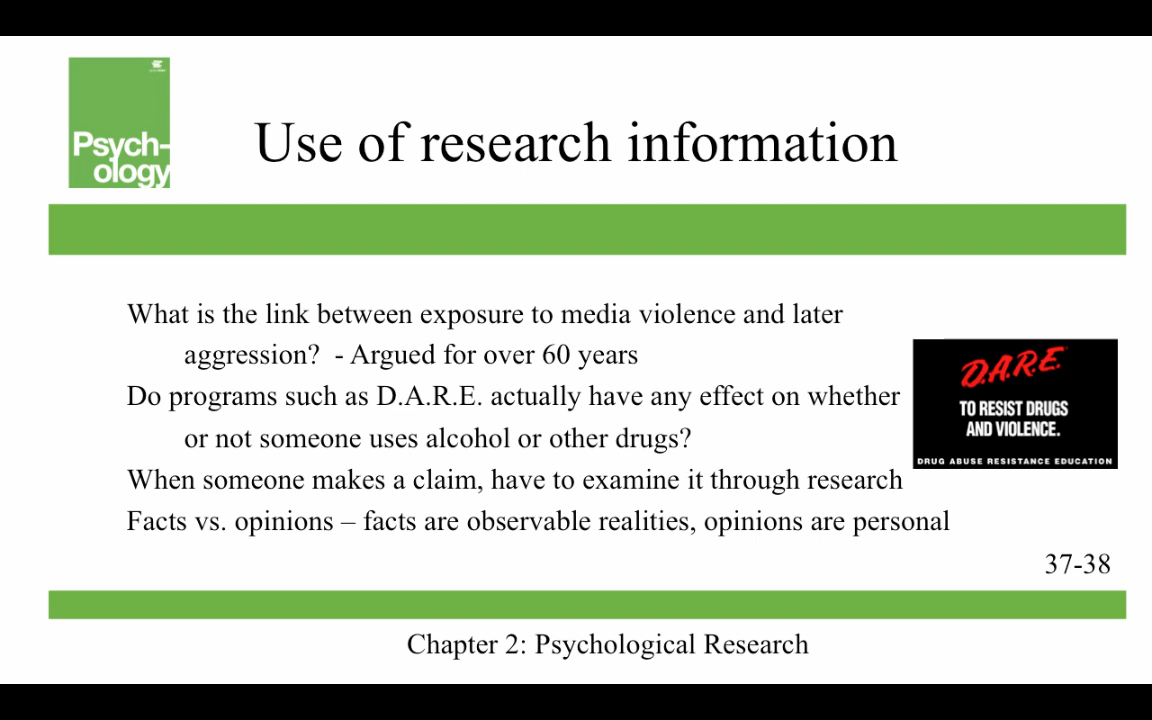 Psych-
ology
Use of research information
What is the link between exposure to media violence and later
aggression?  - Argued for over 60 years
Do programs such as D.A.R.E. actually have any effect on whether
or not someone uses alcohol or other drugs?
When someone makes a claim, have to examine it through research
Facts vs. opinions – facts are observable realities, opinions are personal
D.A.R.E.
TO RESIST DRUGS
AND VIOLENCE.
DRUG ABUSE RESISTANCE EDUCATION
37-38
Chapter 2: Psychological Research